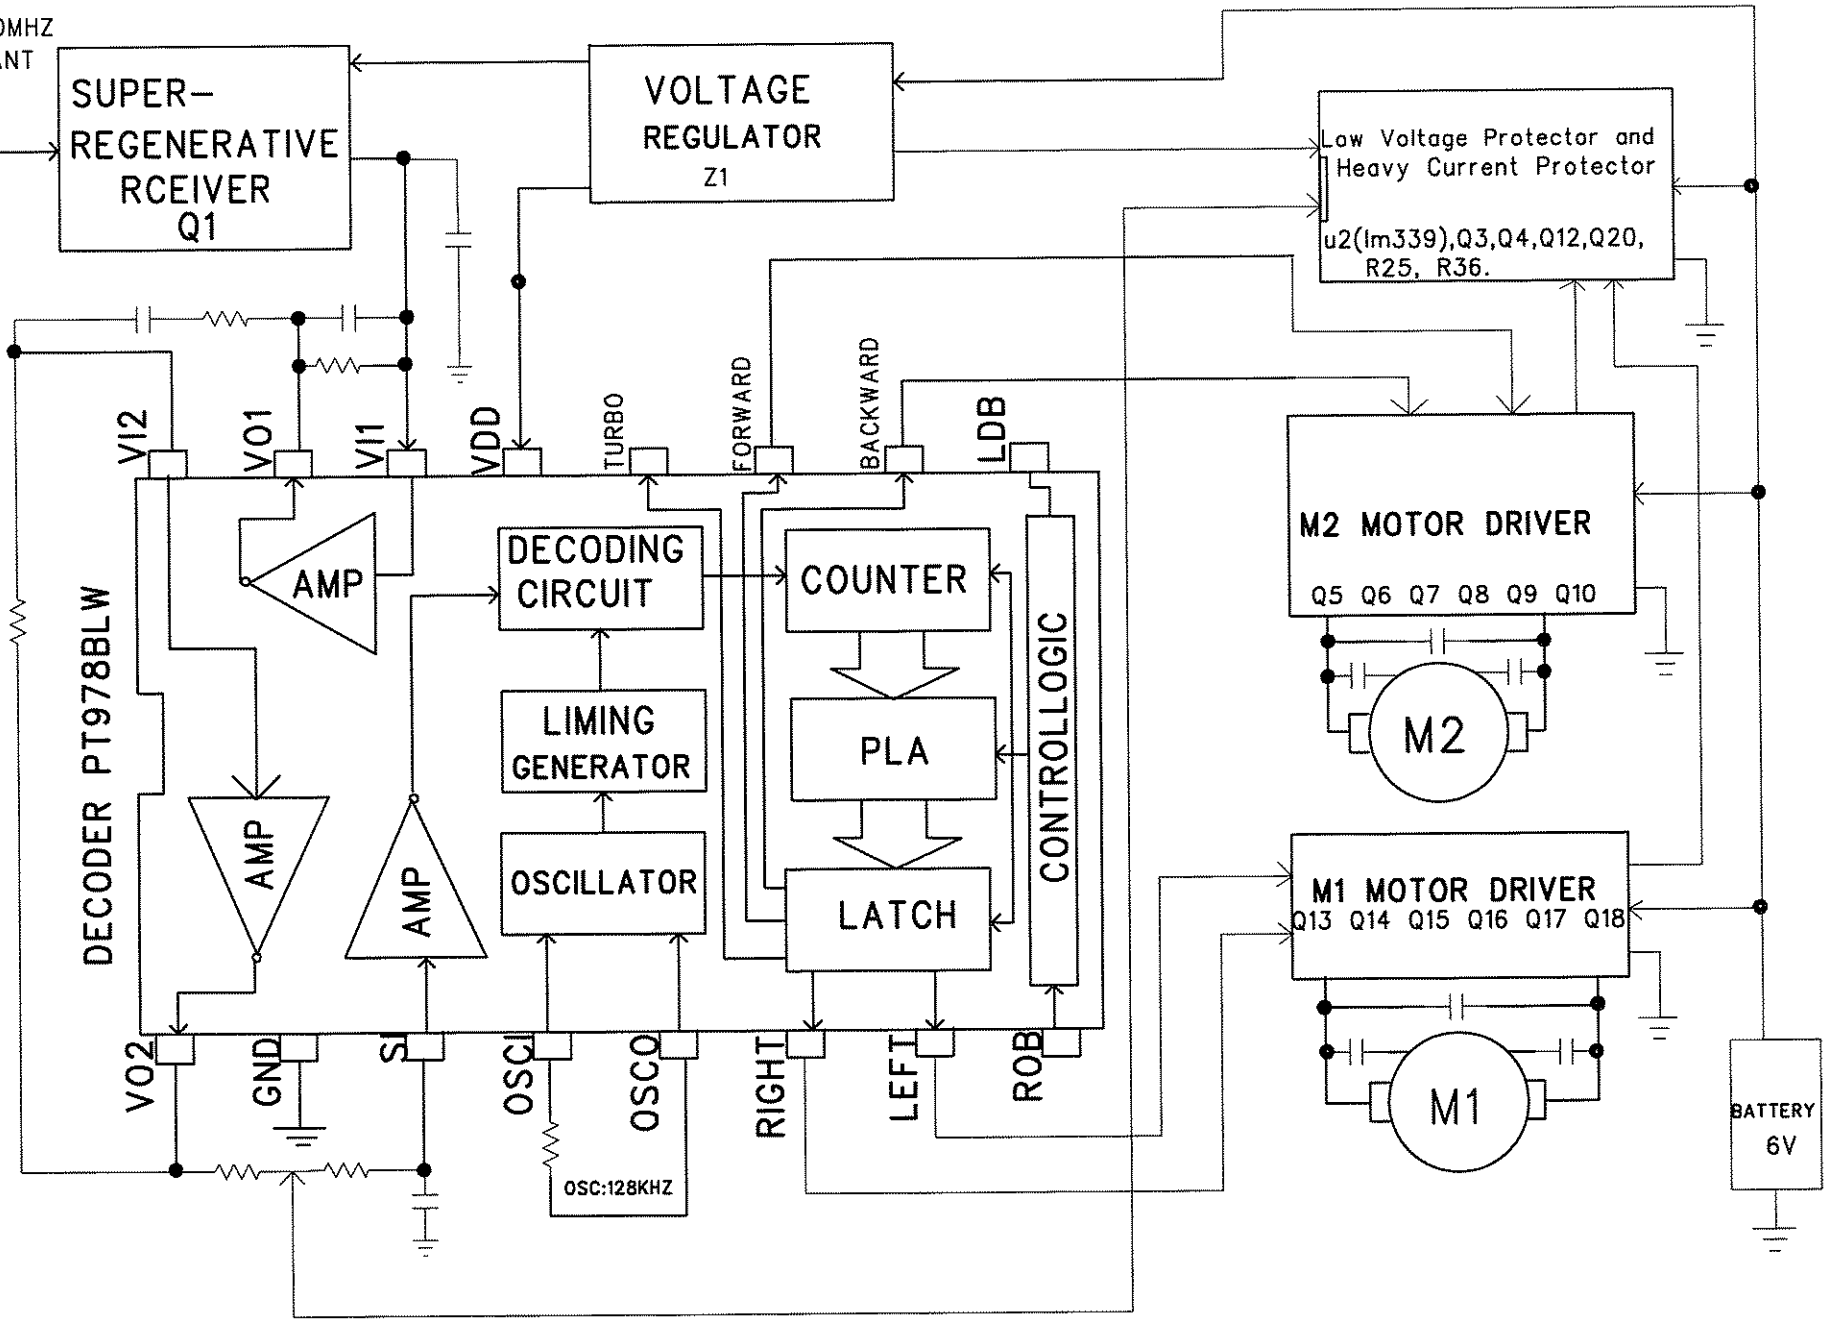 ANT
SUPER-
REGENERATIVE
RCEIVER
Q1
VOLTAGE
REGULATOR
Z1
Low Voltage Protector and
Heavy Current Protector
u2(lm339),Q3,Q4,Q12,Q20,
R25, R36.
VI2
VO1
VI1
VDD
TURBO
FORWARD
BACKWARD
LDB
DECODER PT978BLW
AMP
DECODING
CIRCUIT
COUNTER
LIMING
GENERATOR
PLA
CONTROLLOGIC
AMP
AMP
OSCILLATOR
LATCH
M2 MOTOR DRIVER
Q5 Q6 Q7 Q8 Q9 Q10
M2
M1 MOTOR DRIVER
Q13 Q14 Q15 Q16 Q17 Q18
M1
VO2
GND
SI
OSCI
OSCO
RIGHT
LEFT
ROB
OSC:128KHZ
BATTERY
6V